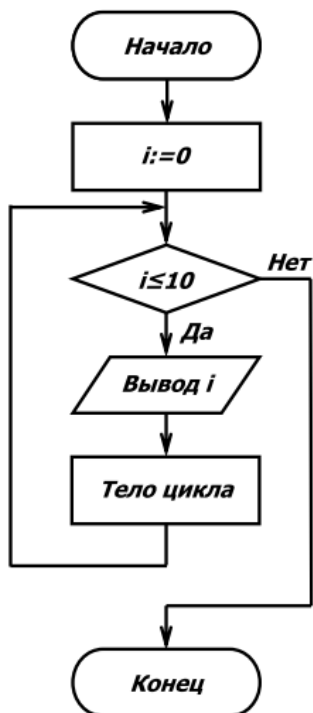 Начало
i:=0
i≤10
Нет
Да
Вывод i
Тело цикла
Конец